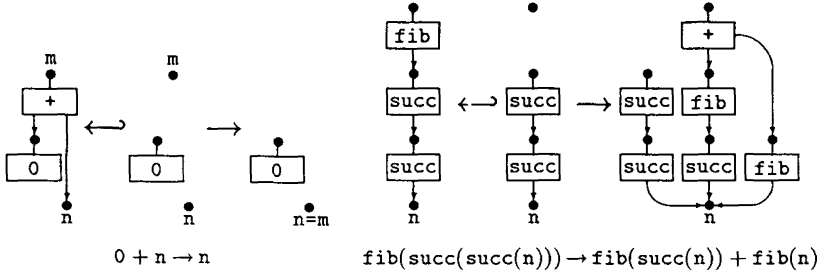 fib
+
m
m
+
succ
succ
succ
fib
0
0
0
succ
succ
succ
succ
fib
n
n
n=m
n
n
n
0 + n → n
fib(succ(succ(n))) → fib(succ(n)) + fib(n)